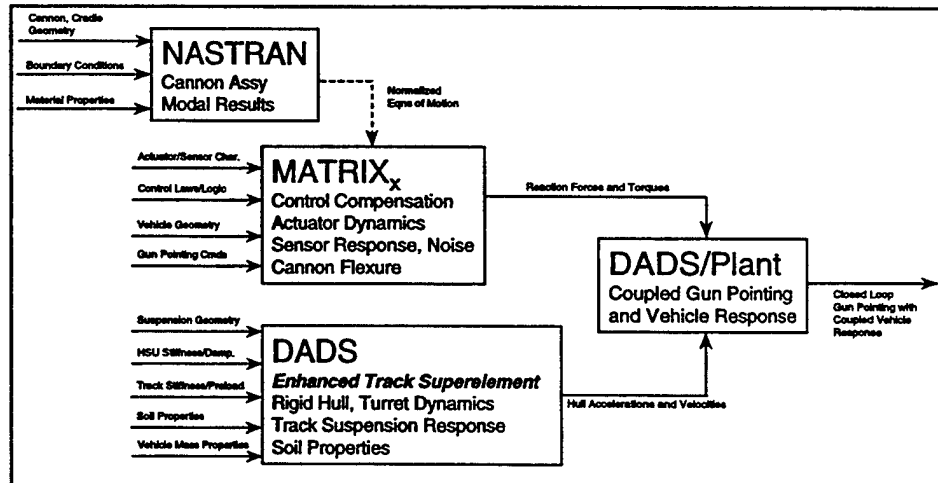 Cannon, Cradle
Geometry
Boundary Conditions
Material Properties
NASTRAN
Cannon Assy
Modal Results
Normalized
Eqns of Motion
Actuator/Sensor Char.
Control Laws/Logic
Vehicle Geometry
Gun Pointing Cmds
MATRIXx
Control Compensation
Actuator Dynamics
Sensor Response, Noise
Cannon Flexure
Reaction Forces and Torques
DADS/Plant
Coupled Gun Pointing
and Vehicle Response
Closed Loop
Gun Pointing with
Coupled Vehicle
Response
Suspension Geometry
HSU Stiffness/Damp.
Track Stiffness/Preload
Soil Properties
Vehicle Mass Properties
DADS
Enhanced Track Superelement
Rigid Hull, Turret Dynamics
Track Suspension Response
Soil Properties
Hull Accelerations and Velocities